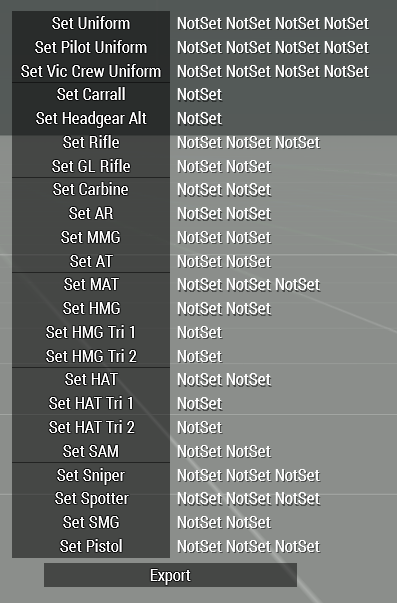 Set Uniform NotSet NotSet NotSet NotSet
Set Pilot Uniform NotSet NotSet NotSet NotSet
Set Vic Crew Uniform NotSet NotSet NotSet NotSet
Set Carrall NotSet
Set Headgear Alt NotSet
Set Rifle NotSet NotSet NotSet
Set GL Rifle NotSet NotSet
Set Carbine NotSet NotSet
Set AR NotSet NotSet
Set MMG NotSet NotSet
Set AT NotSet NotSet
Set MAT NotSet NotSet NotSet
Set HMG NotSet NotSet
Set HMG Tri 1 NotSet
Set HMG Tri 2 NotSet
Set HAT NotSet NotSet
Set HAT Tri 1 NotSet
Set HAT Tri 2 NotSet
Set SAM NotSet NotSet
Set Sniper NotSet NotSet NotSet
Set Spotter NotSet NotSet NotSet
Set SMG NotSet NotSet
Set Pistol NotSet NotSet NotSet
Export